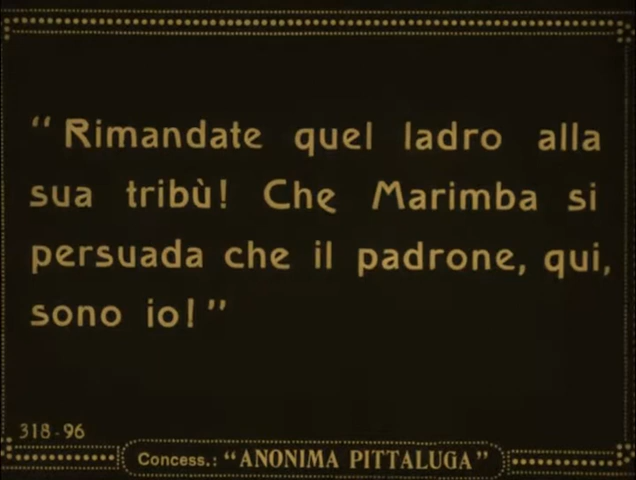 “Rimandate quel ladro alla
sua tribù! Che Marimba si
persuada che il padrone, qui,
sono io!”
318-96
Concess.: “ANONIMA PITTALUGA”